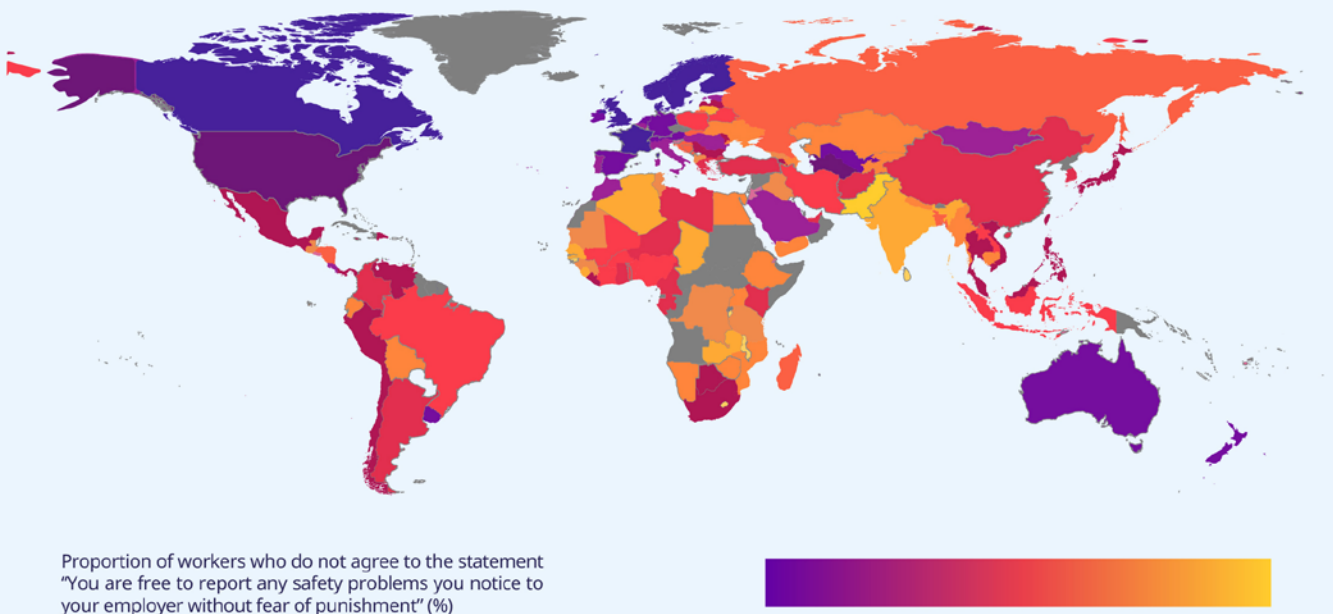 Proportion of workers who do not agree to the statement
“You are free to report any safety problems you notice to
your employer without fear of punishment” (%)